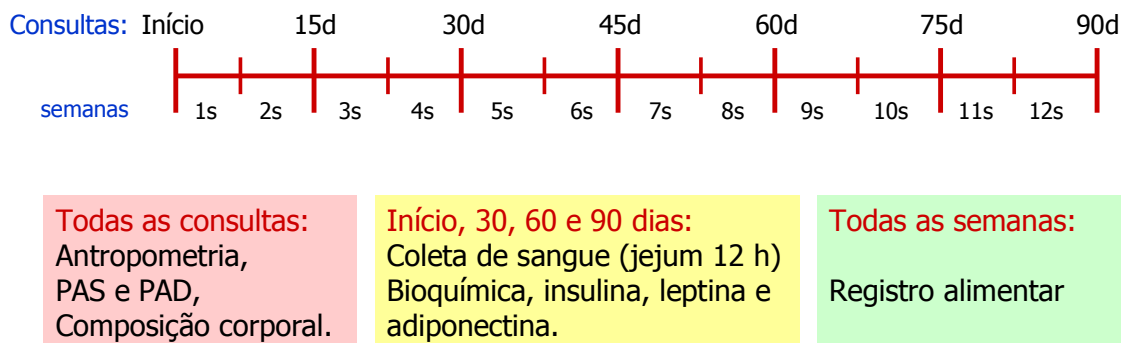 Consultas: Início 15d 30d 45d 60d 75d 90d
semanas 1s 2s 3s 4s 5s 6s 7s 8s 9s 10s 11s 12s
Todas as consultas:
Antropometria,
PAS e PAD,
Composição corporal.
Início, 30, 60 e 90 dias:
Coleta de sangue (jejum 12 h)
Bioquímica, insulina, leptina e
adiponectina.
Todas as semanas:
Registro alimentar